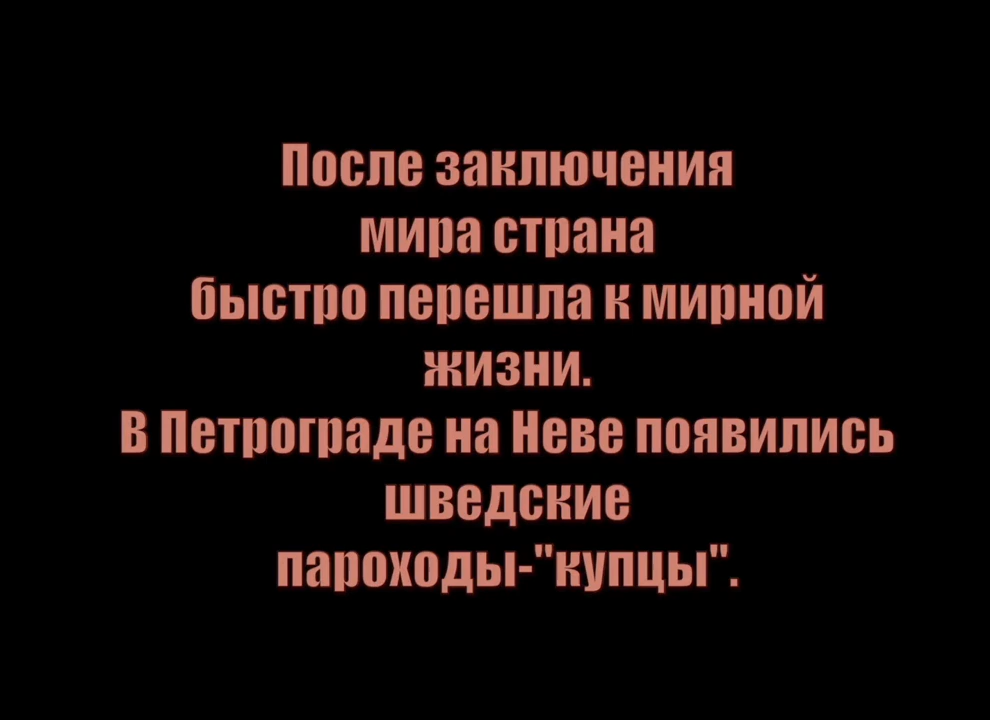 После заключения
мира страна
быстро перешла к мирной
жизни.
В Петрограде на Неве появились
шведские
пароходы-"купцы".